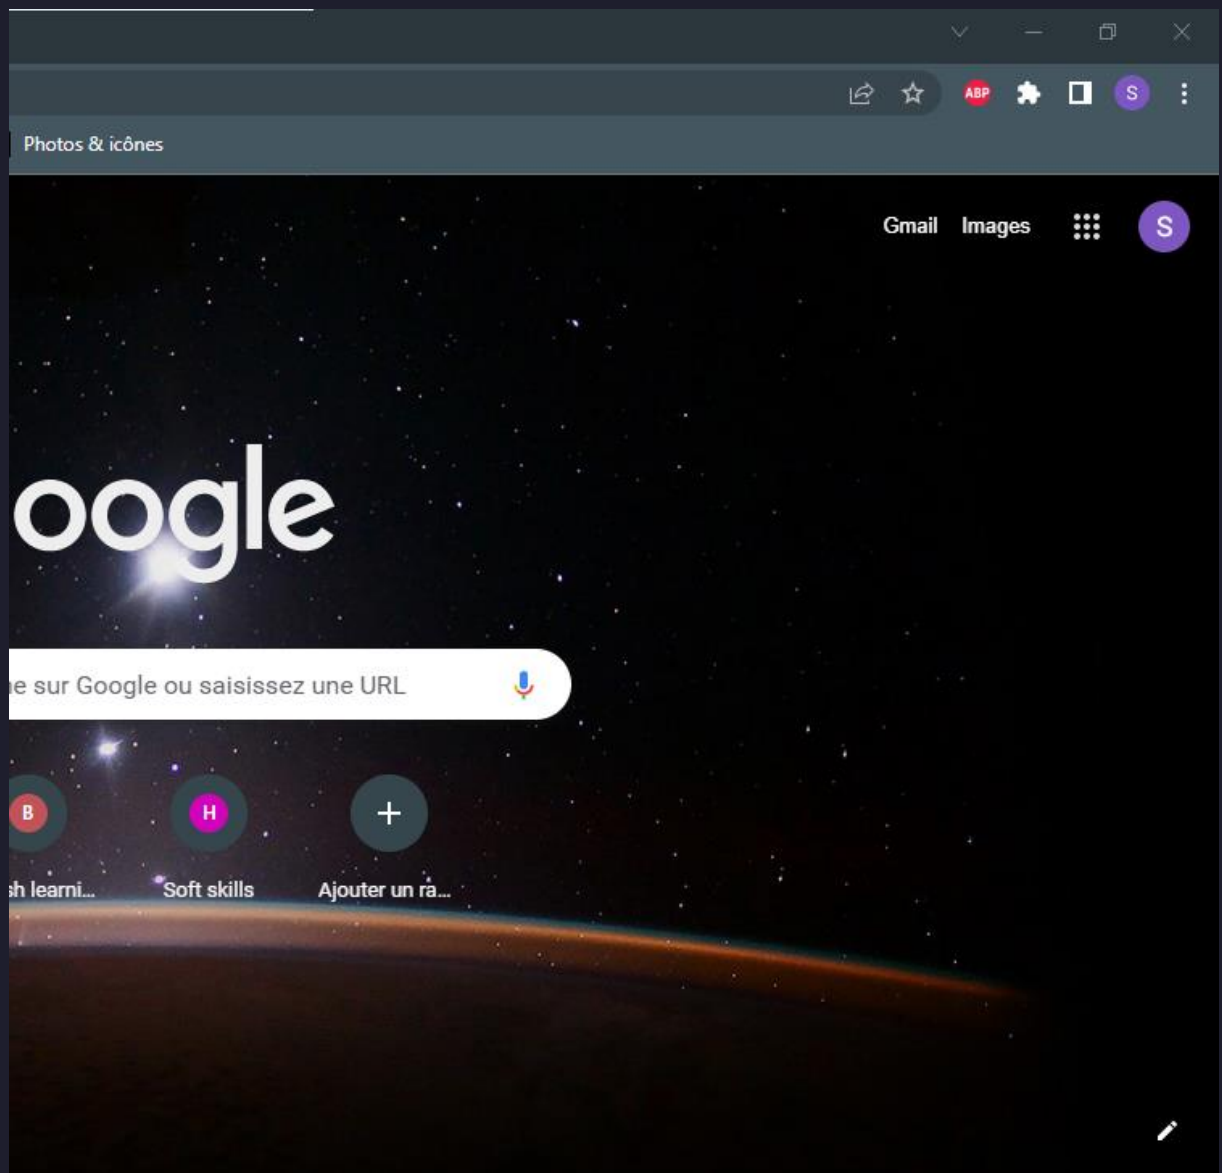 ABP S
Photos & icônes
Gmail Images S
oogle
ne sur Google ou saisissez une URL
B H
sh learni... Soft skills Ajouter un ra...